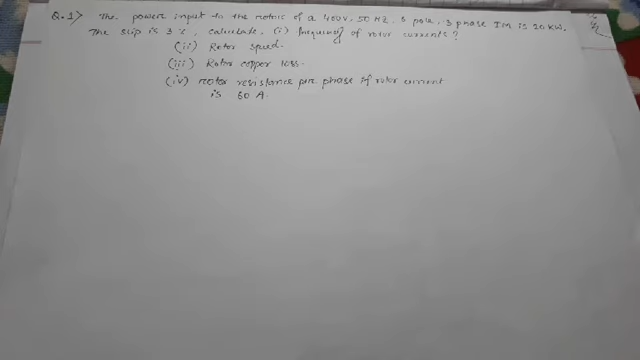 Q.1) The power input to the rotor of a 400V, 50 HZ, 6 pole, 3 phase IM is 20 KW.
The slip is 3%. calculate, (i) frequency of rotor currents?
(ii) Rotor speed.
(iii) Rotor copper loss.
(iv) rotor resistance per phase if rotor current
is 60 A.